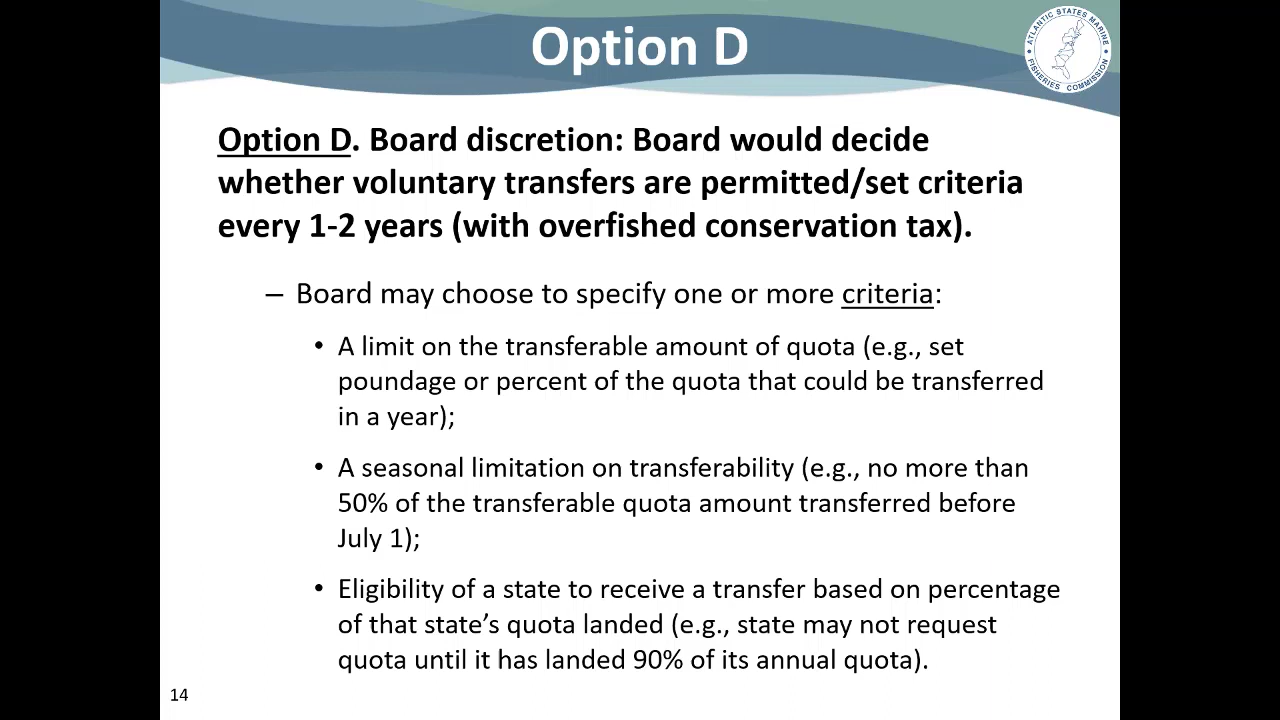 Option D
ATLANTIC STATES MARINE
FISHERIES COMMISSION
Option D. Board discretion: Board would decide
whether voluntary transfers are permitted/set criteria
every 1-2 years (with overfished conservation tax).
– Board may choose to specify one or more criteria:
• A limit on the transferable amount of quota (e.g., set
poundage or percent of the quota that could be transferred
in a year);
• A seasonal limitation on transferability (e.g., no more than
50% of the transferable quota amount transferred before
July 1);
• Eligibility of a state to receive a transfer based on percentage
of that state’s quota landed (e.g., state may not request
quota until it has landed 90% of its annual quota).
14